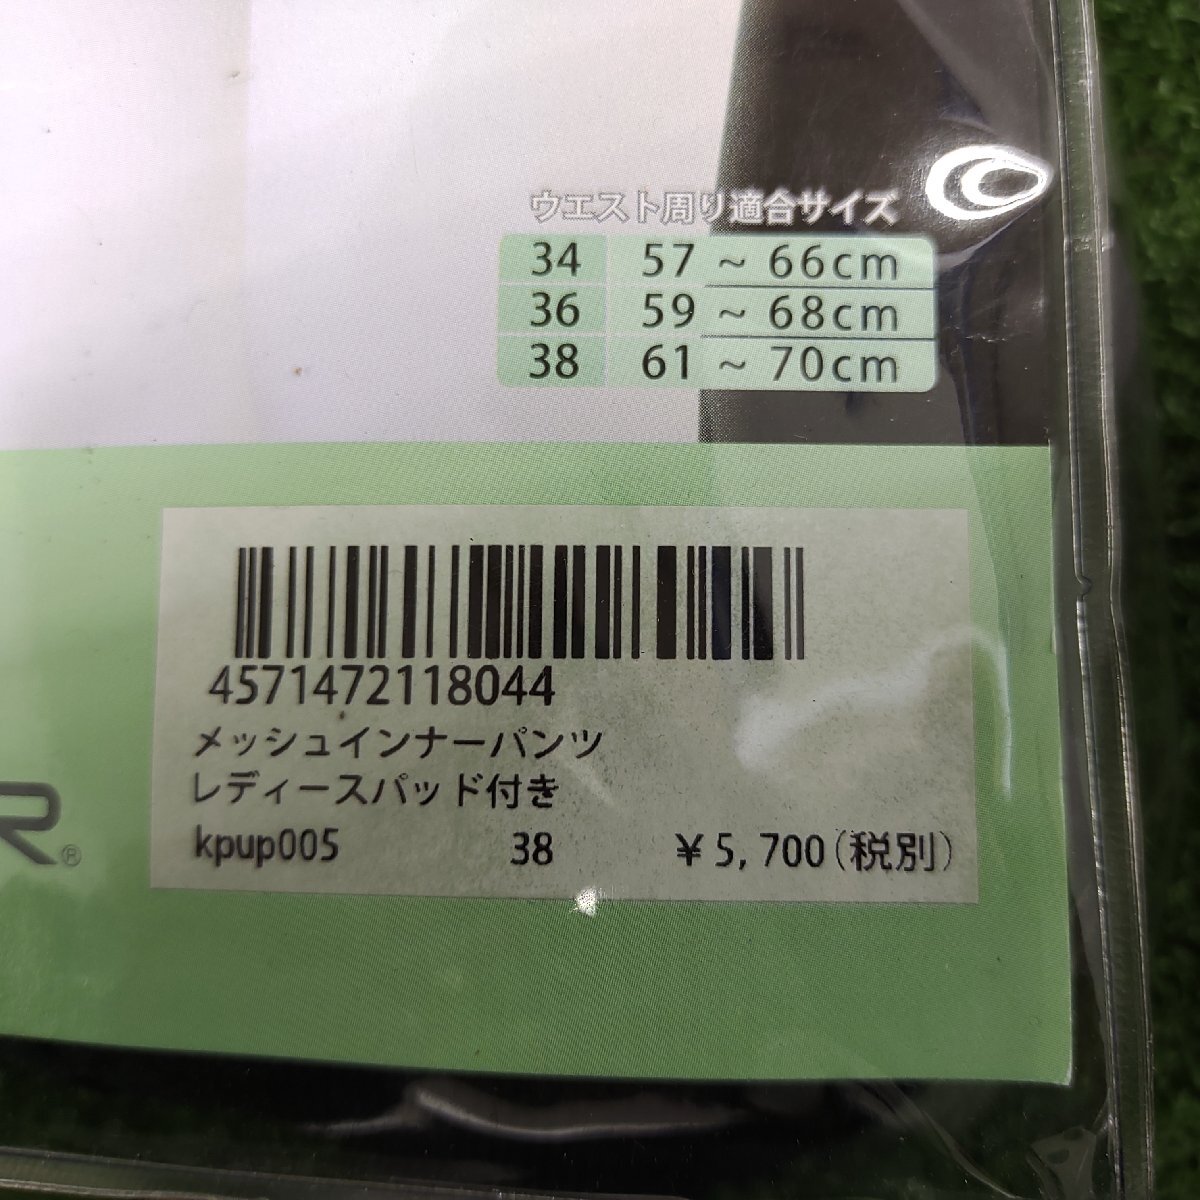 ウエスト周り適合サイズ
34 57 ~ 66cm
36 59 ~ 68cm
38 61 ~ 70cm
4571472118044
メッシュインナーパンツ
レディースパッド付き
R®
kpup005 38 ¥5,700(税別)